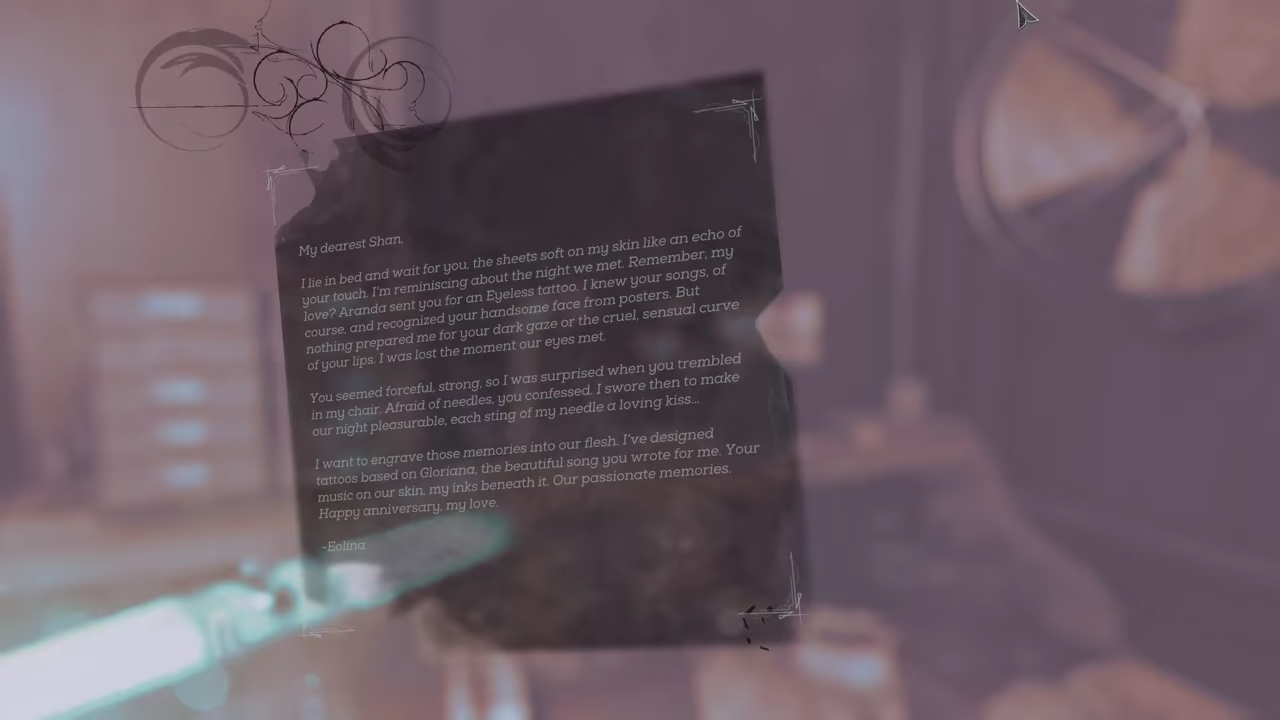 My dearest Shan,
I lie in bed and wait for you, the sheets soft on my skin like an echo of
your touch. I'm reminiscing about the night we met. Remember, my
love? Aranda sent you for an Eyeless tattoo. I knew your songs, of
course, and recognized your handsome face from posters. But
nothing prepared me for your dark gaze or the cruel, sensual curve
of your lips. I was lost the moment our eyes met.
You seemed forceful, strong, so I was surprised when you trembled
in my chair. Afraid of needles, you confessed. I swore then to make
our night pleasurable, each sting of my needle a loving kiss...
I want to engrave those memories into our flesh. I've designed
tattoos based on Gloriana, the beautiful song you wrote for me. Your
music on our skin, my inks beneath it. Our passionate memories.
Happy anniversary, my love.
-Eolina